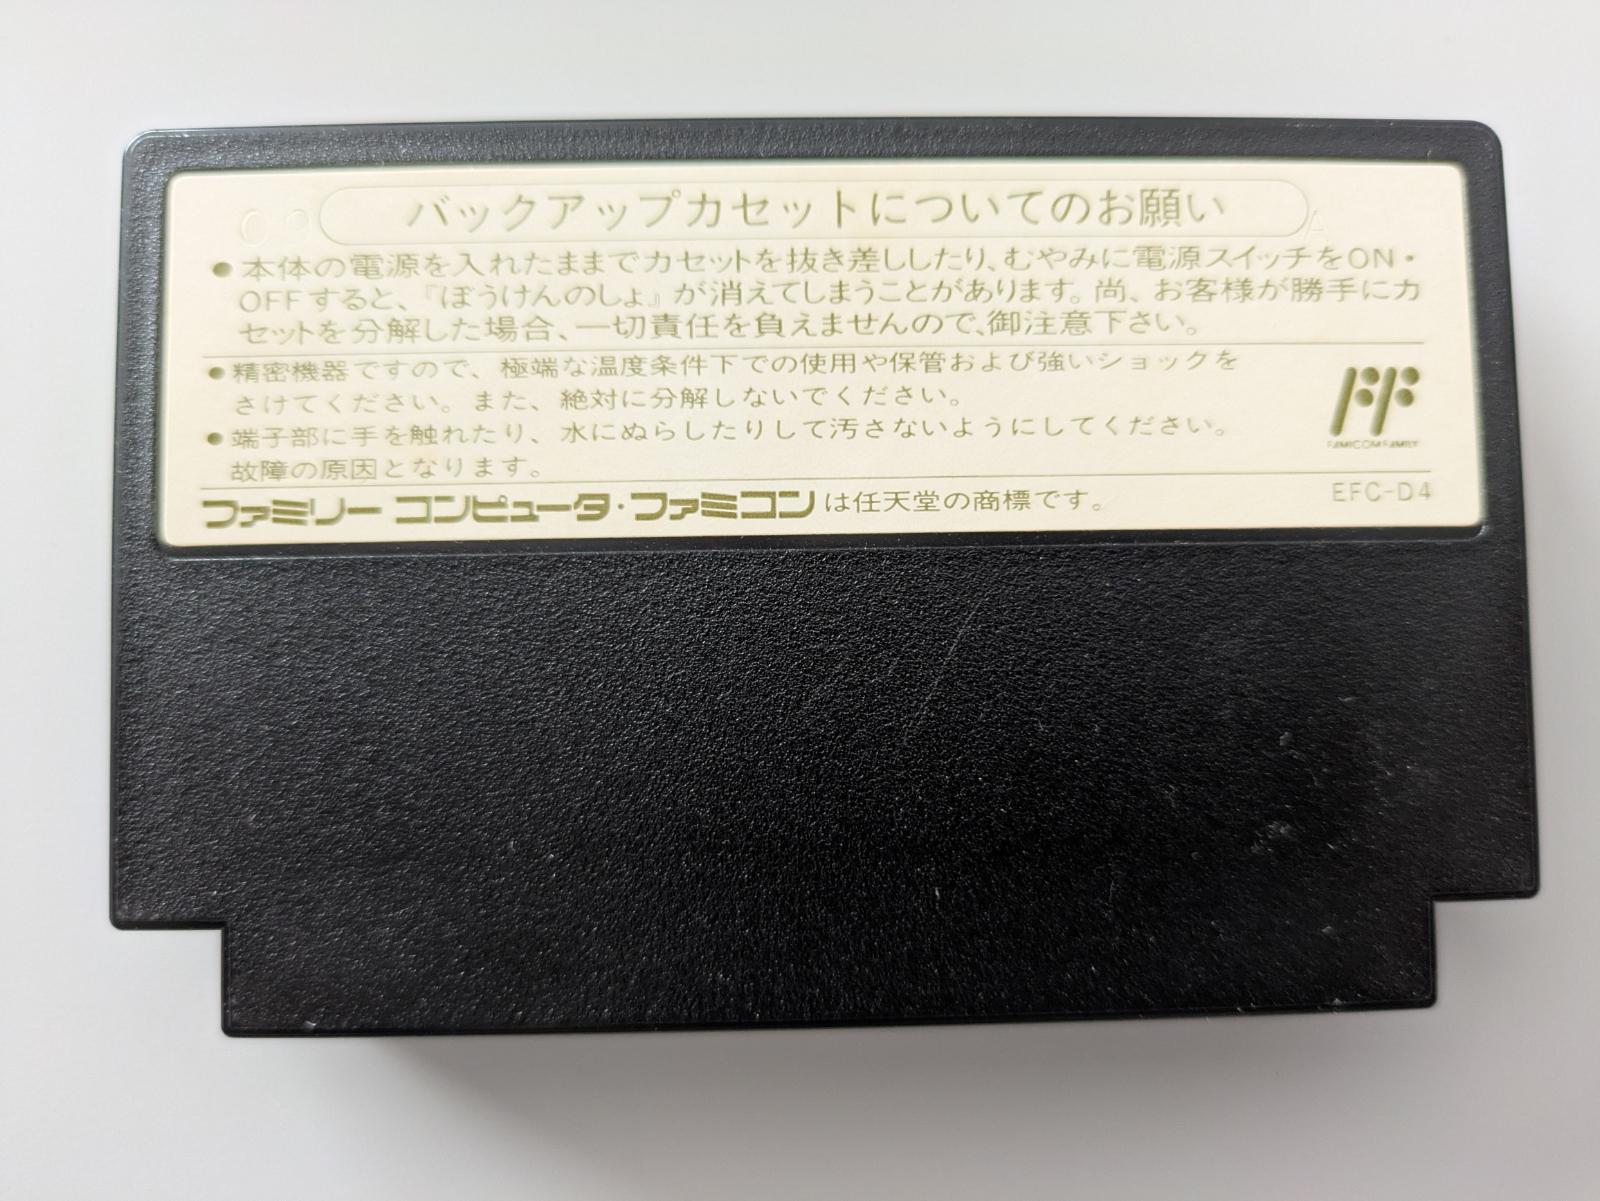 バックアップカセットについてのお願い
09
A
●本体の電源を入れたままでカセットを抜き差ししたり、むやみに電源スイッチをON・
OFFすると、『ぼうけんのしょ』が消えてしまうことがあります。尚、お客様が勝手にカ
セットを分解した場合、一切責任を負えませんので、御注意下さい。
●精密機器ですので、極端な温度条件下での使用や保管および強いショックを
さけてください。また、絶対に分解しないでください。
●端子部に手を触れたり、水にぬらしたりして汚さないようにしてください。
故障の原因となります。
FF
FAMICOM FAMILY
ファミリーコンピュータ・ファミコンは任天堂の商標です。
EFC-D4